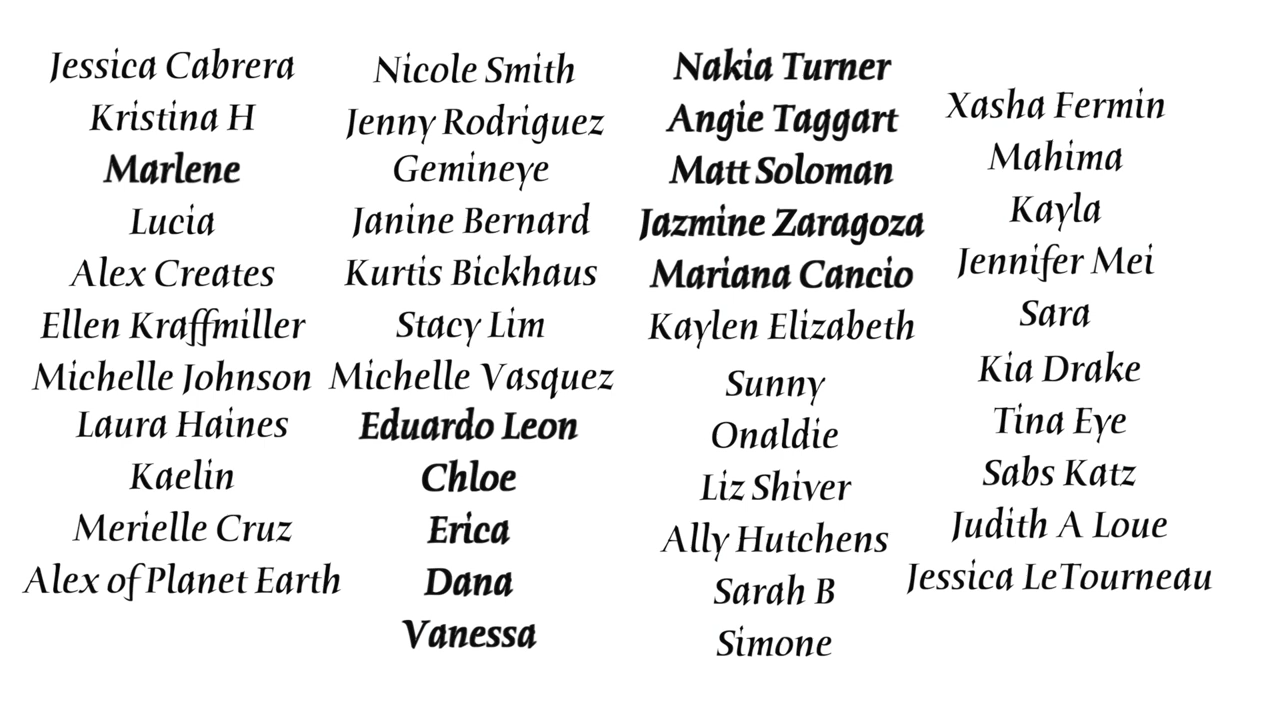 Jessica Cabrera
Kristina H
Marlene
Lucia
Alex Creates
Ellen Kraffmiller
Michelle Johnson
Laura Haines
Kaelin
Merielle Cruz
Alex of Planet Earth
Nicole Smith
Jenny Rodriguez
Gemineye
Janine Bernard
Kurtis Bickhaus
Stacy Lim
Michelle Vasquez
Eduardo Leon
Chloe
Erica
Dana
Vanessa
Nakia Turner
Angie Taggart
Matt Soloman
Jazmine Zaragoza
Mariana Cancio
Kaylen Elizabeth
Sunny
Onaldie
Liz Shiver
Ally Hutchens
Sarah B
Simone
Xasha Fermin
Mahima
Kayla
Jennifer Mei
Sara
Kia Drake
Tina Eye
Sabs Katz
Judith A Loue
Jessica LeTourneau